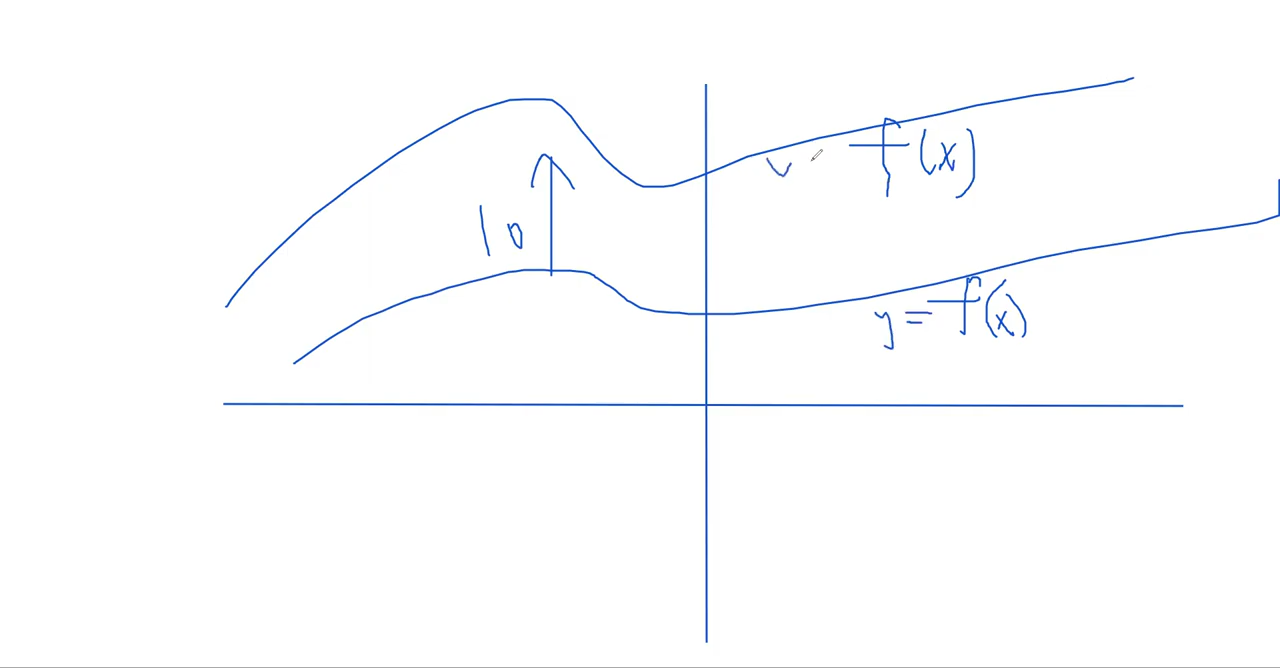 f(x)
10
y = f(x)